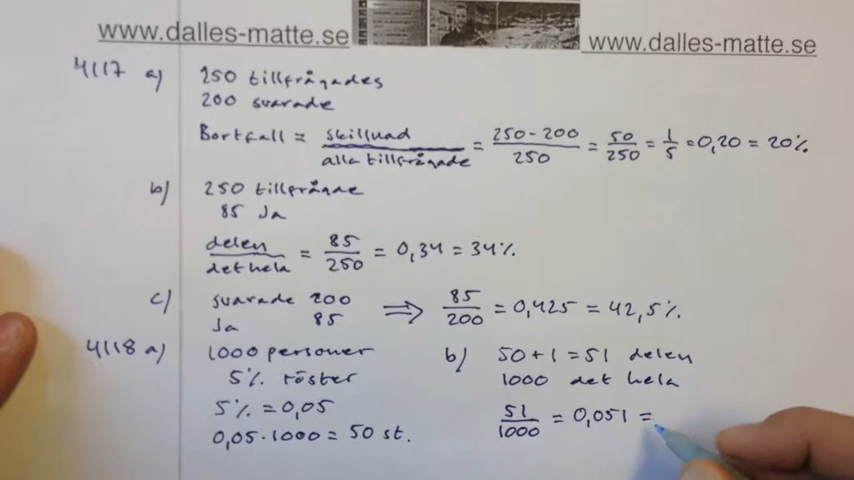 www.dalles-matte.se
www.dalles-matte.se
4117 a) 250 tillfrågades
200 svarade
Bortfall = skillnad / alla tillfrågade = 250-200 / 250 = 50/250 = 1/5 = 0,20 = 20%
b) 250 tillfrågade
85 Ja
delen / det hela = 85/250 = 0,34 = 34%.
c) svarade 200
Ja 85
⟹ 85/200 = 0,425 = 42,5%.
4118 a) 1000 personer
5% röster
5% = 0,05
0,05·1000 = 50 st.
b) 50+1 = 51 delen
1000 det hela
51/1000 = 0,051 =